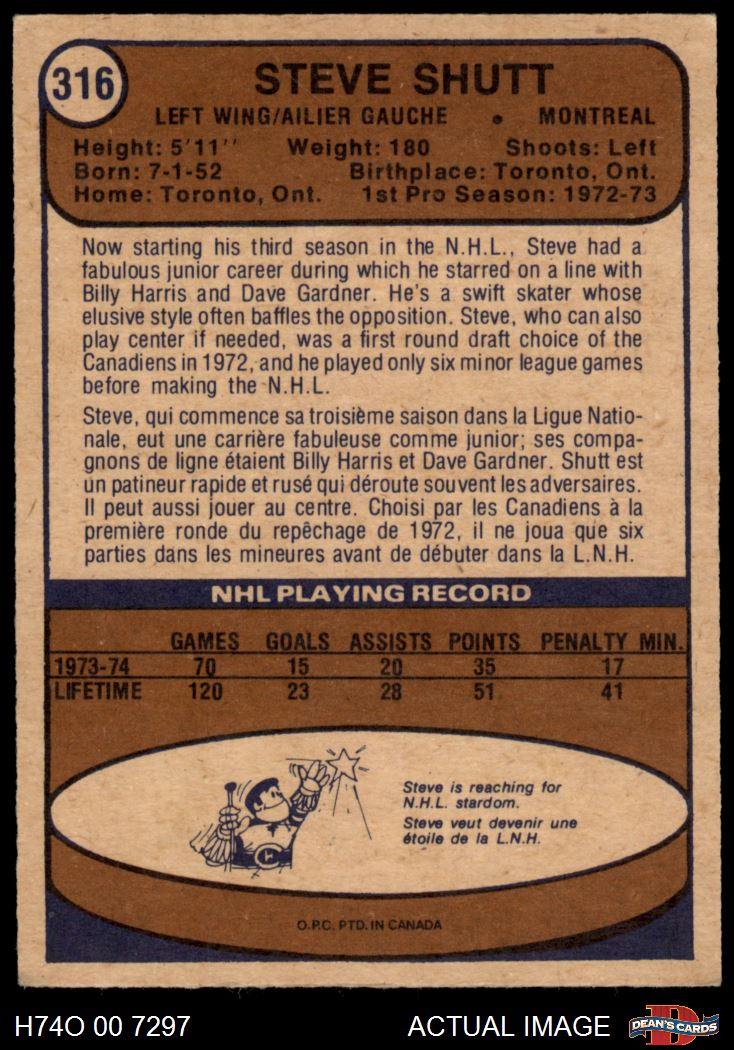 316
STEVE SHUTT
LEFT WING/AILIER GAUCHE • MONTREAL
Height: 5'11'' Weight: 180 Shoots: Left
Born: 7-1-52 Birthplace: Toronto, Ont.
Home: Toronto, Ont. 1st Pro Season: 1972-73
Now starting his third season in the N.H.L., Steve had a
fabulous junior career during which he starred on a line with
Billy Harris and Dave Gardner. He's a swift skater whose
elusive style often baffles the opposition. Steve, who can also
play center if needed, was a first round draft choice of the
Canadiens in 1972, and he played only six minor league games
before making the N.H.L.
Steve, qui commence sa troisième saison dans la Ligue Natio-
nale, eut une carrière fabuleuse comme junior; ses compa-
gnons de ligne étaient Billy Harris et Dave Gardner. Shutt est
un patineur rapide et rusé qui déroute souvent les adversaires.
Il peut aussi jouer au centre. Choisi par les Canadiens à la
première ronde du repêchage de 1972, il ne joua que six
parties dans les mineures avant de débuter dans la L.N.H.
NHL PLAYING RECORD
GAMES GOALS ASSISTS POINTS PENALTY MIN.
1973-74 70 15 20 35 17
LIFETIME 120 23 28 51 41
Steve is reaching for
N.H.L. stardom.
Steve veut devenir une
étoile de la L.N.H.
O.P.C. PTD. IN CANADA
H74O 00 7297 ACTUAL IMAGE DEAN'S CARDS